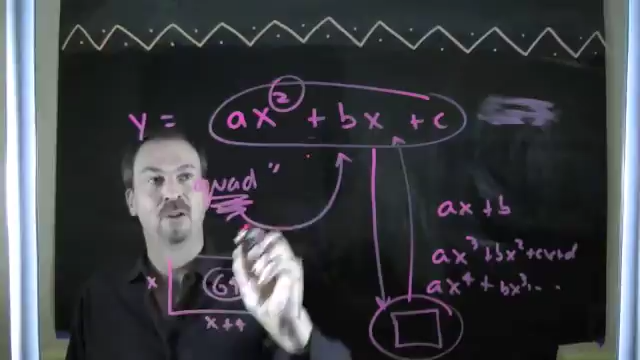 y = ax² + bx + c
"quad"
ax + b
ax³ + bx² + cx+d
x
ax⁴ + bx³...
x+4